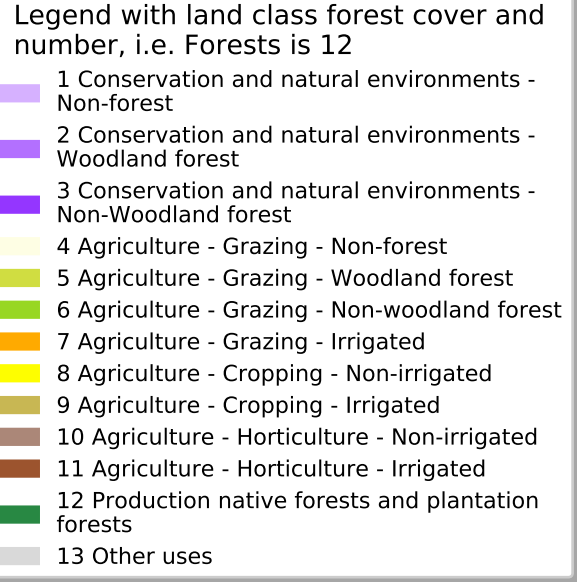 Legend with land class forest cover and
number, i.e. Forests is 12
1 Conservation and natural environments -
Non-forest
2 Conservation and natural environments -
Woodland forest
3 Conservation and natural environments -
Non-Woodland forest
4 Agriculture - Grazing - Non-forest
5 Agriculture - Grazing - Woodland forest
6 Agriculture - Grazing - Non-woodland forest
7 Agriculture - Grazing - Irrigated
8 Agriculture - Cropping - Non-irrigated
9 Agriculture - Cropping - Irrigated
10 Agriculture - Horticulture - Non-irrigated
11 Agriculture - Horticulture - Irrigated
12 Production native forests and plantation
forests
13 Other uses